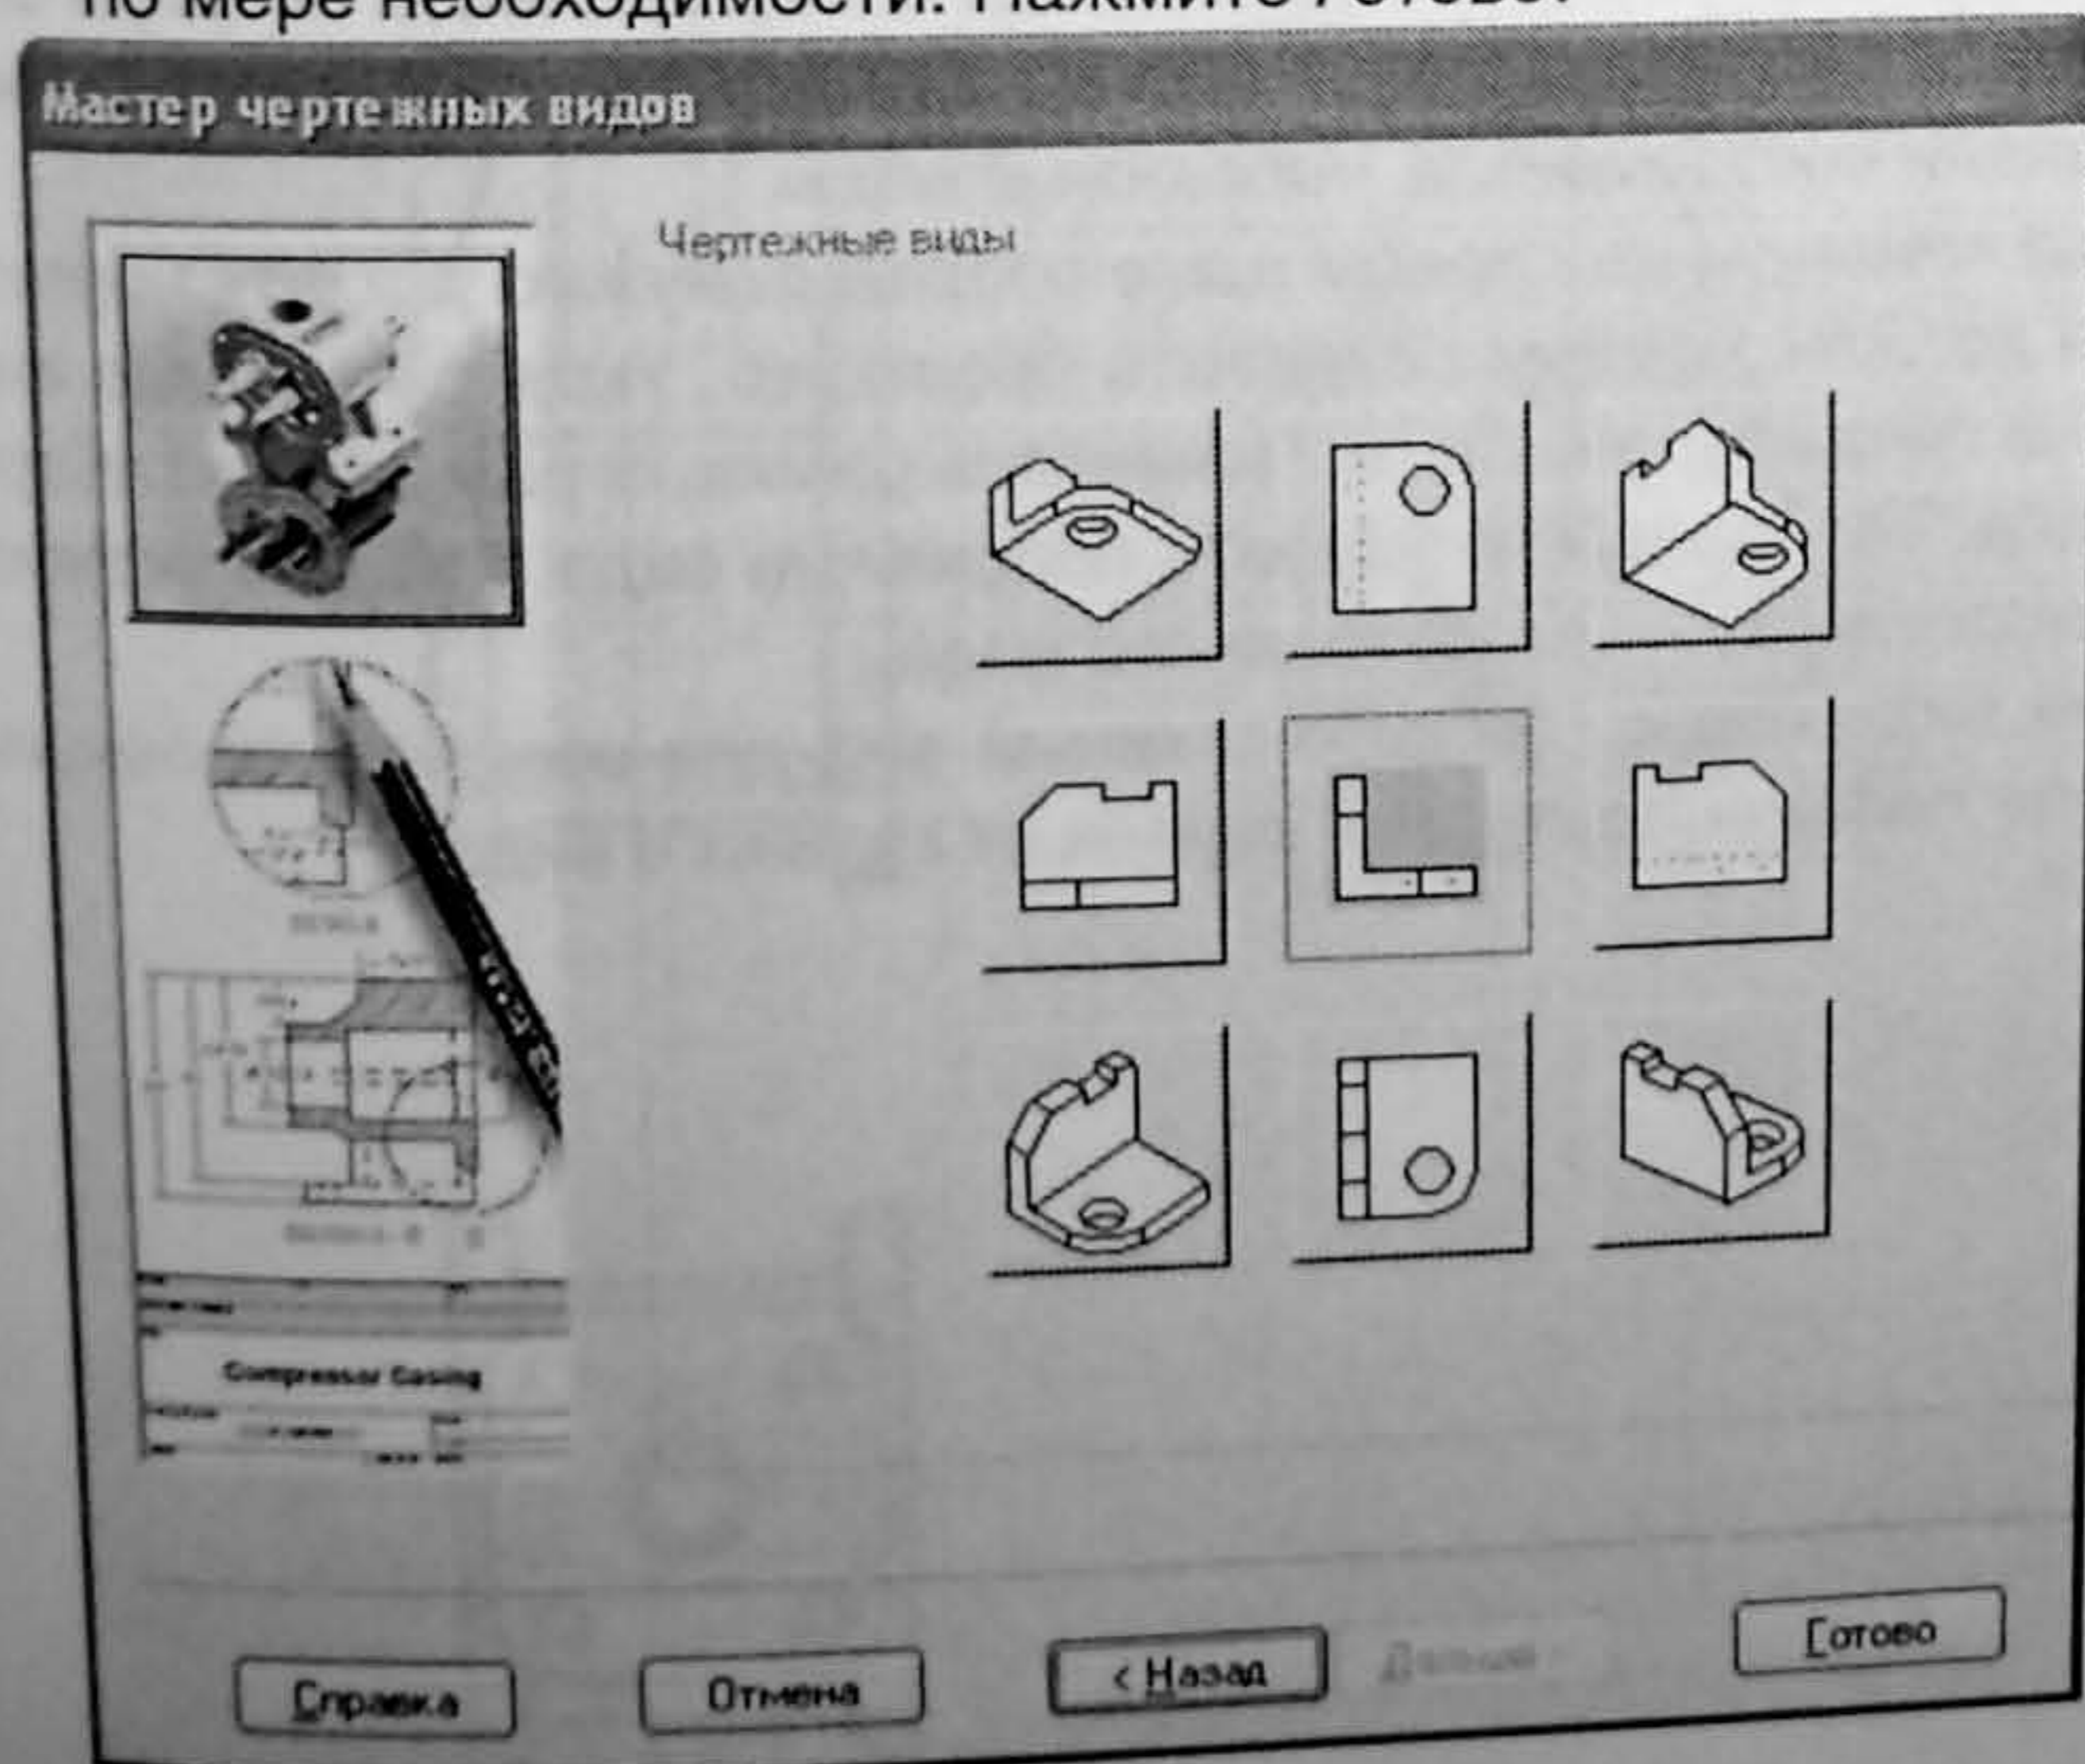 по мере необходимости. Нажмите Готово.
Мастер чертежных видов
Чертежные виды
Compressor Casing
Справка
Отмена
< Назад
Готово